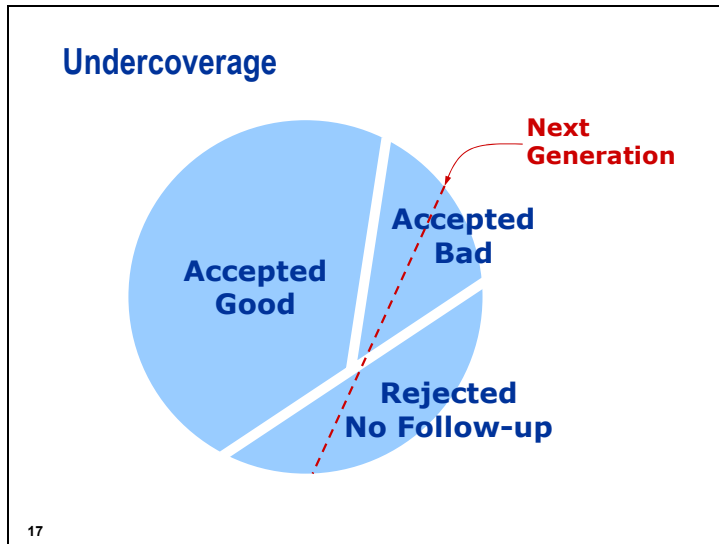 Undercoverage
Next
Generation
Accepted
Bad
Accepted
Good
Rejected
No Follow-up
17